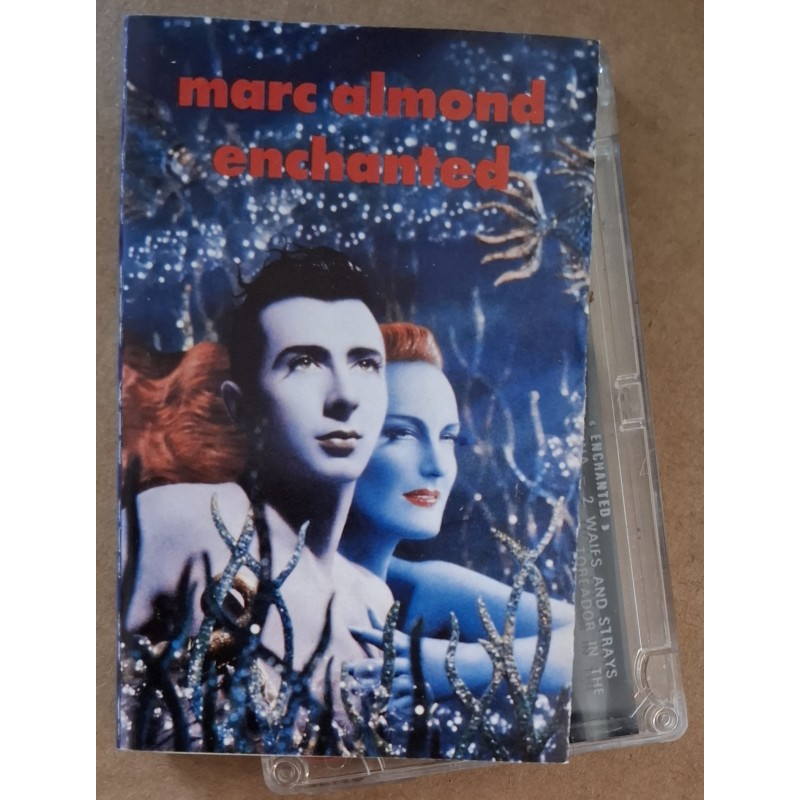 marc almond
enchanted
« ENCHANTED »
– 2 WAIFS AND STRAYS
TOREADOR IN THE